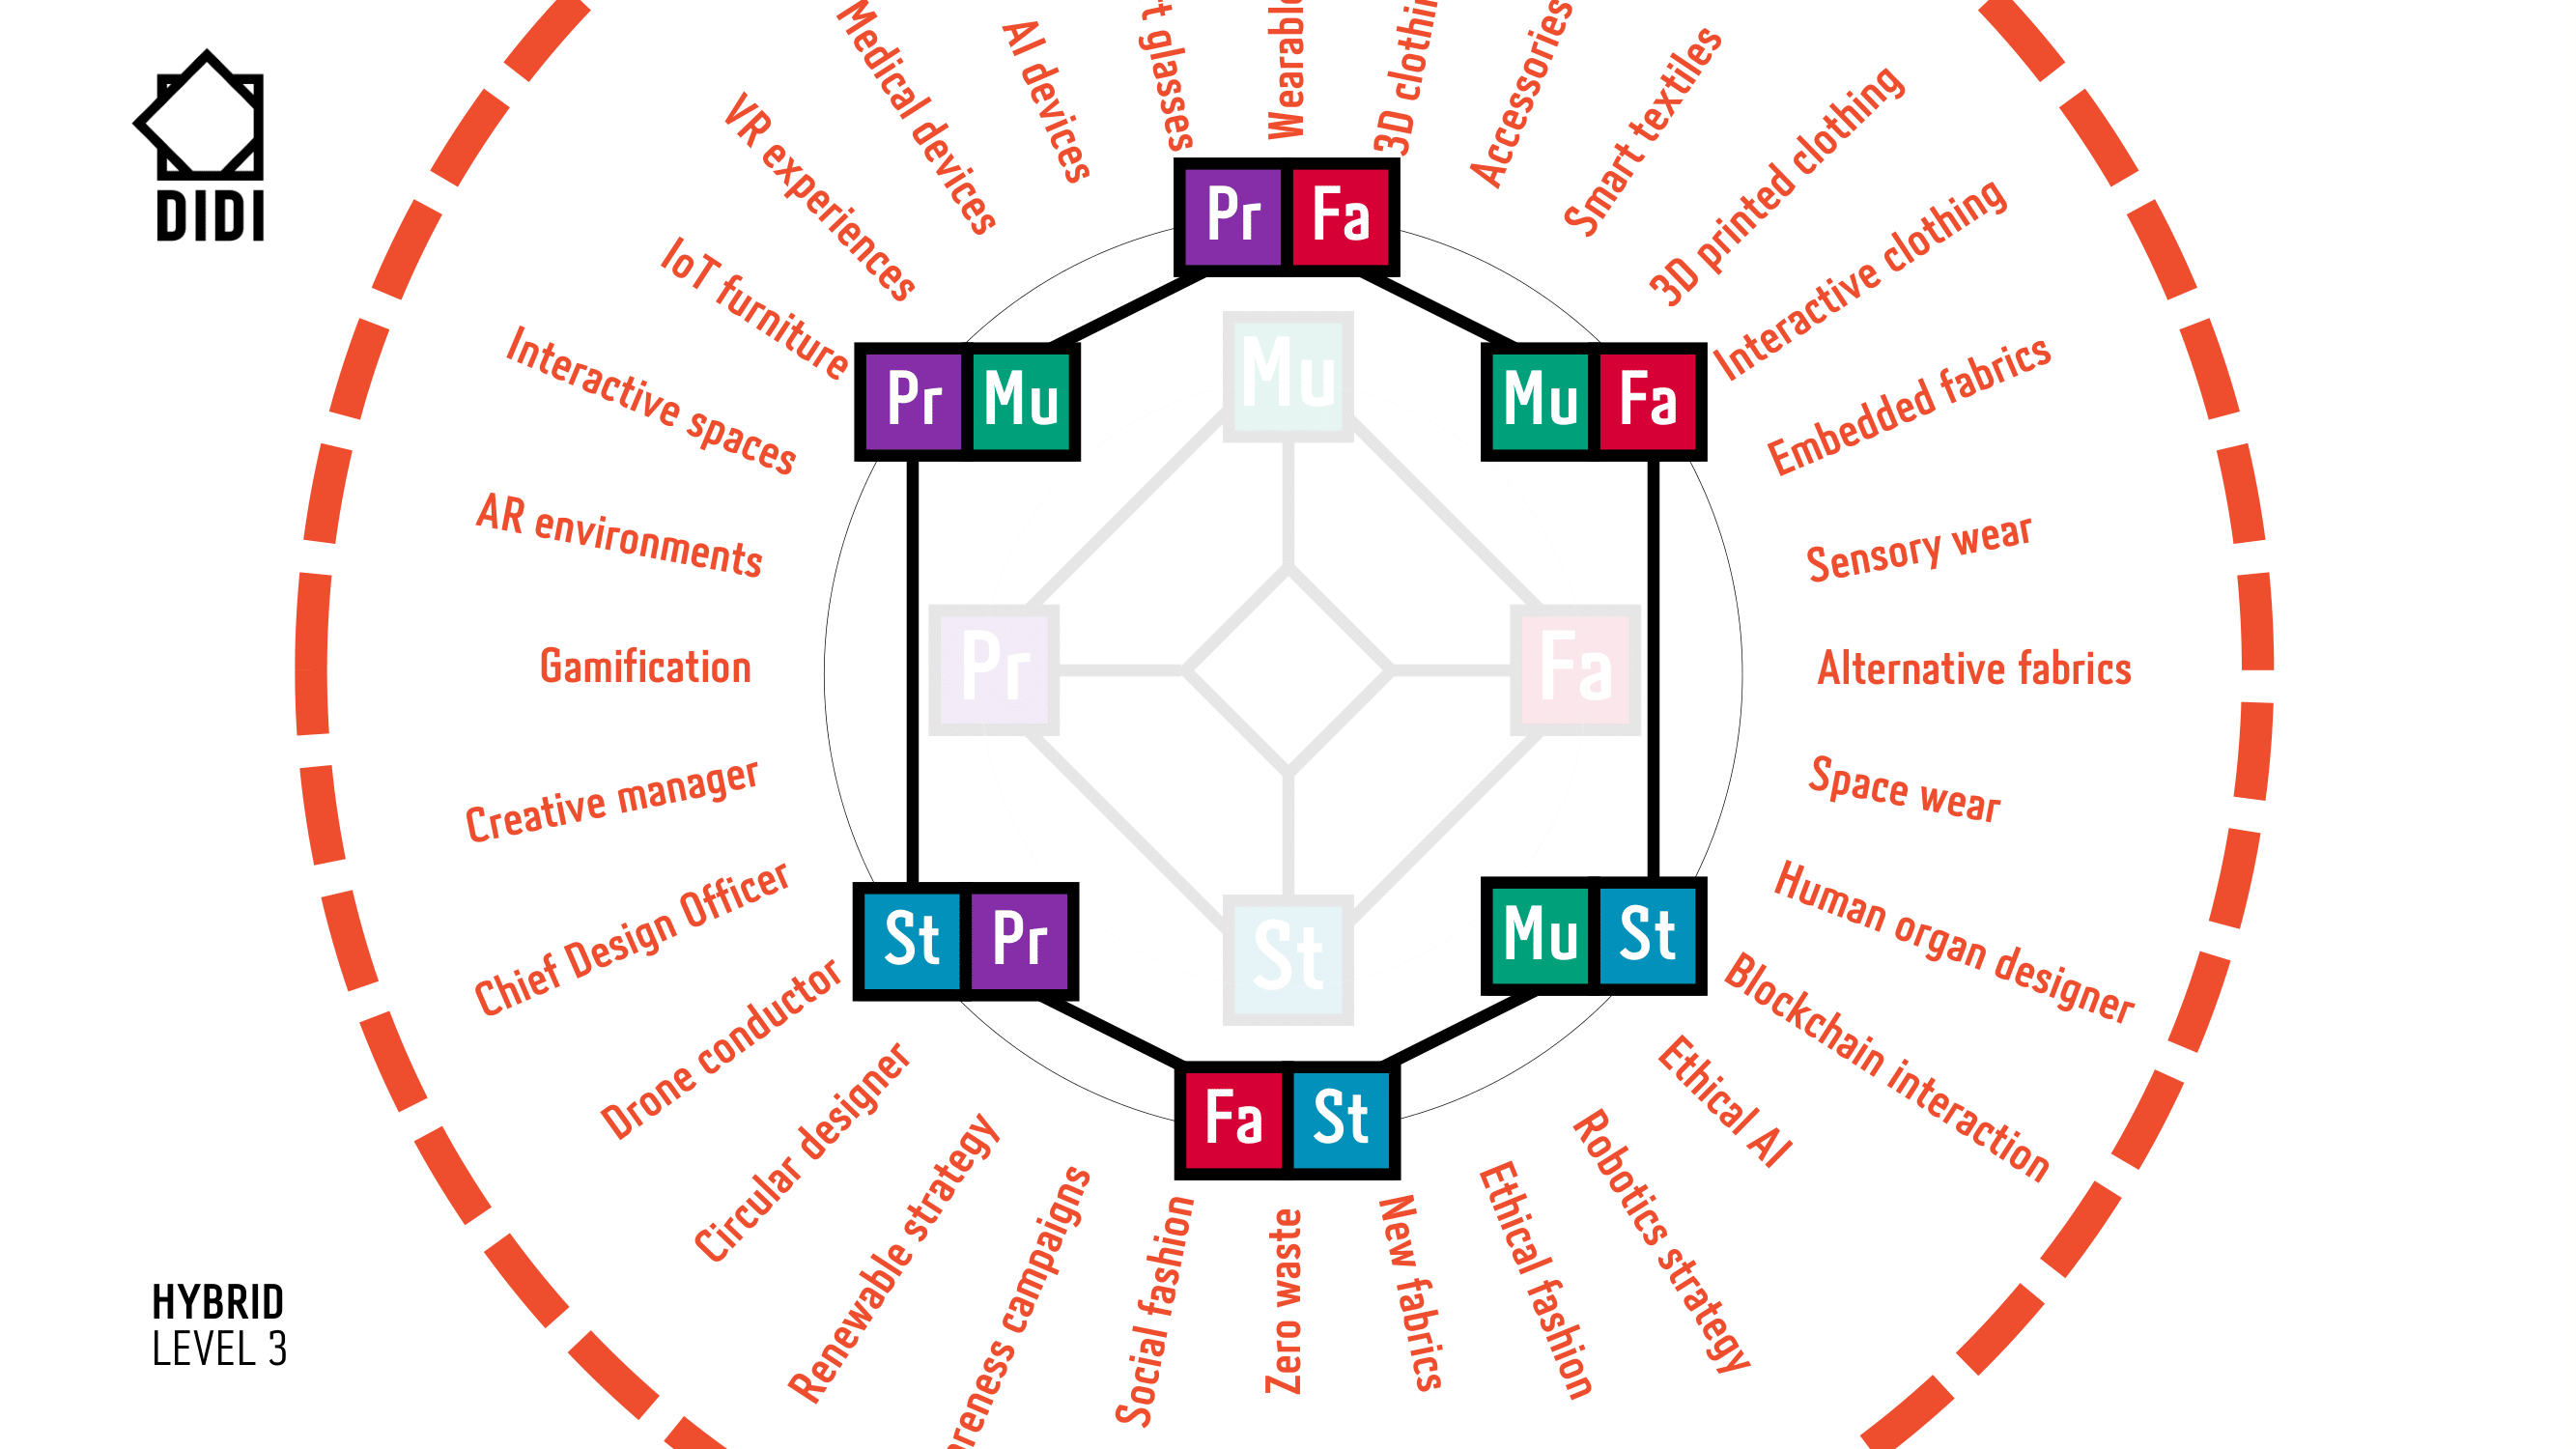 DIDI
Medical devices
AI devices
glasses
3D
Accessories
Smart textiles
3D printed clothing
Interactive clothing
Embedded fabrics
Sensory wear
Alternative fabrics
Space wear
Human organ designer
Blockchain interaction
Ethical AI
Robotics strategy
Ethical fashion
New fabrics
Zero waste
Social fashion
campaigns
Renewable strategy
Circular designer
Drone conductor
Chief Design Officer
Creative manager
Gamification
AR environments
Interactive spaces
IoT furniture
VR experiences
Pr Fa
Pr Mu
Mu Fa
Mu
Pr
Fa
St
St Pr
Mu St
Fa St
HYBRID
LEVEL 3